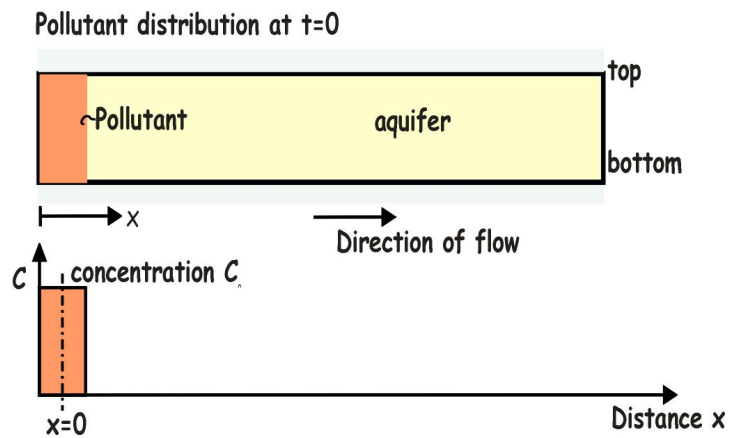 Pollutant distribution at t=0
top
Pollutant
aquifer
bottom
x
Direction of flow
C
concentration C
x=0
Distance x